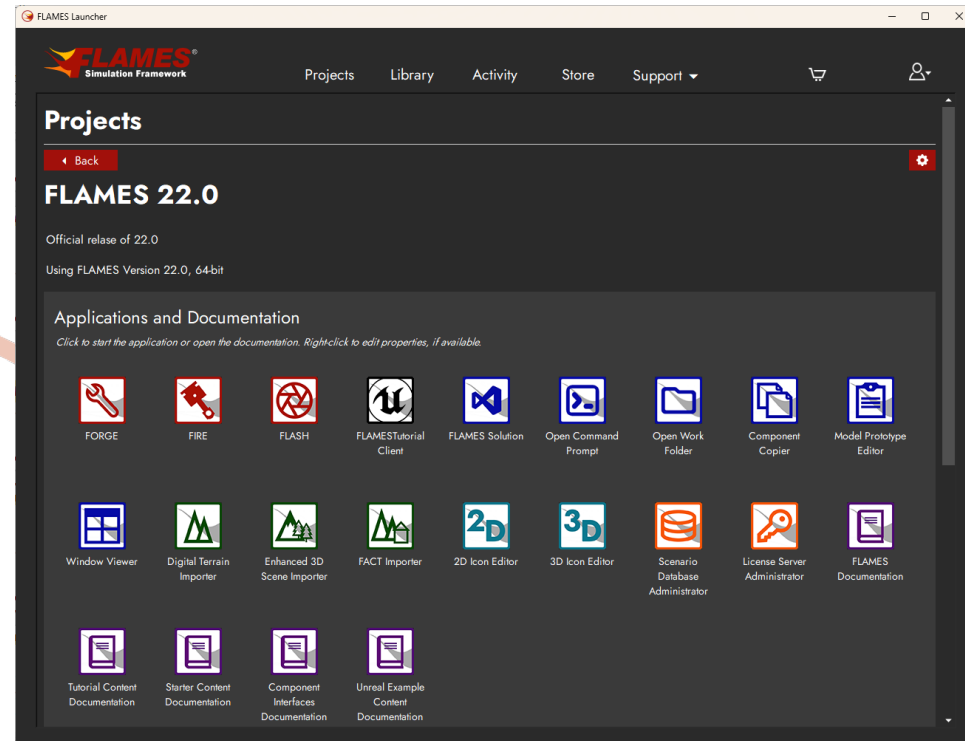 FLAMES Launcher
FLAMES®
Simulation Framework
Projects Library Activity Store Support
Projects
Back
FLAMES 22.0
Official relase of 22.0
Using FLAMES Version 22.0, 64-bit
Applications and Documentation
Click to start the application or open the documentation. Right-click to edit properties, if available.
FORGE FIRE FLASH FLAMESTutorial FLAMES Solution Open Command Open Work Component Model Prototype
Client Prompt Folder Copier Editor
2D 3D
Window Viewer Digital Terrain Enhanced 3D FACT Importer 2D Icon Editor 3D Icon Editor Scenario License Server FLAMES
Importer Scene Importer Database Administrator Documentation
Administrator
Tutorial Content Starter Content Component Unreal Example
Documentation Documentation Interfaces Content
Documentation Documentation